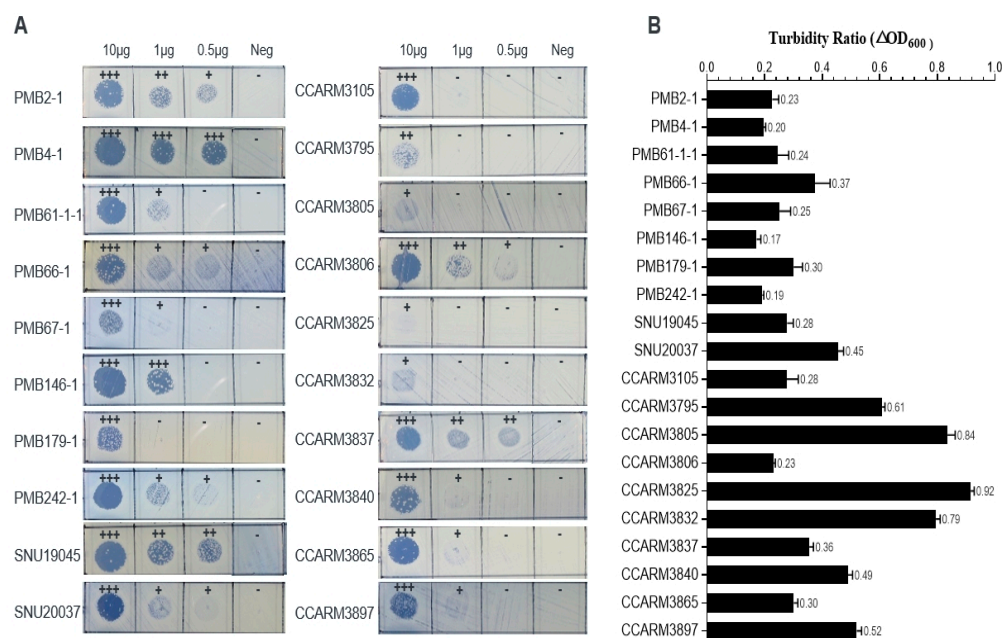 A
10µg 1µg 0.5µg Neg
+++ ++ + -
PMB2-1
+++ +++ +++ -
PMB4-1
+++ + - -
PMB61-1-1
+++ + + -
PMB66-1
+++ + - -
PMB67-1
+++ +++ - -
PMB146-1
+++ - - -
PMB179-1
+++ + + -
PMB242-1
+++ ++ ++ -
SNU19045
+++ + + -
SNU20037
10µg 1µg 0.5µg Neg
+++ - - -
CCARM3105
++ - - -
CCARM3795
+ - - -
CCARM3805
+++ ++ + -
CCARM3806
+ - - -
CCARM3825
+ - - -
CCARM3832
+++ ++ ++ -
CCARM3837
+++ + - -
CCARM3840
+++ + - -
CCARM3865
+++ - - -
CCARM3897
B
Turbidity Ratio (ΔOD600 )
0.0 0.2 0.4 0.6 0.8 1.0
PMB2-1 0.23
PMB4-1 0.20
PMB61-1-1 0.24
PMB66-1 0.37
PMB67-1 0.25
PMB146-1 0.17
PMB179-1 0.30
PMB242-1 0.19
SNU19045 0.28
SNU20037 0.45
CCARM3105 0.28
CCARM3795 0.61
CCARM3805 0.84
CCARM3806 0.23
CCARM3825 0.92
CCARM3832 0.79
CCARM3837 0.36
CCARM3840 0.49
CCARM3865 0.30
CCARM3897 0.52